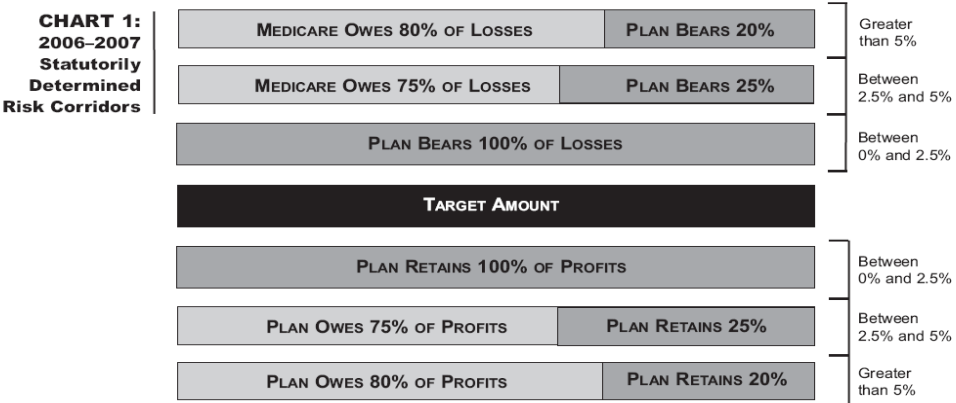 CHART 1:
2006–2007
Statutorily
Determined
Risk Corridors
MEDICARE OWES 80% OF LOSSES
PLAN BEARS 20%
Greater
than 5%
MEDICARE OWES 75% OF LOSSES
PLAN BEARS 25%
Between
2.5% and 5%
PLAN BEARS 100% OF LOSSES
Between
0% and 2.5%
TARGET AMOUNT
PLAN RETAINS 100% OF PROFITS
Between
0% and 2.5%
PLAN OWES 75% OF PROFITS
PLAN RETAINS 25%
Between
2.5% and 5%
PLAN OWES 80% OF PROFITS
PLAN RETAINS 20%
Greater
than 5%